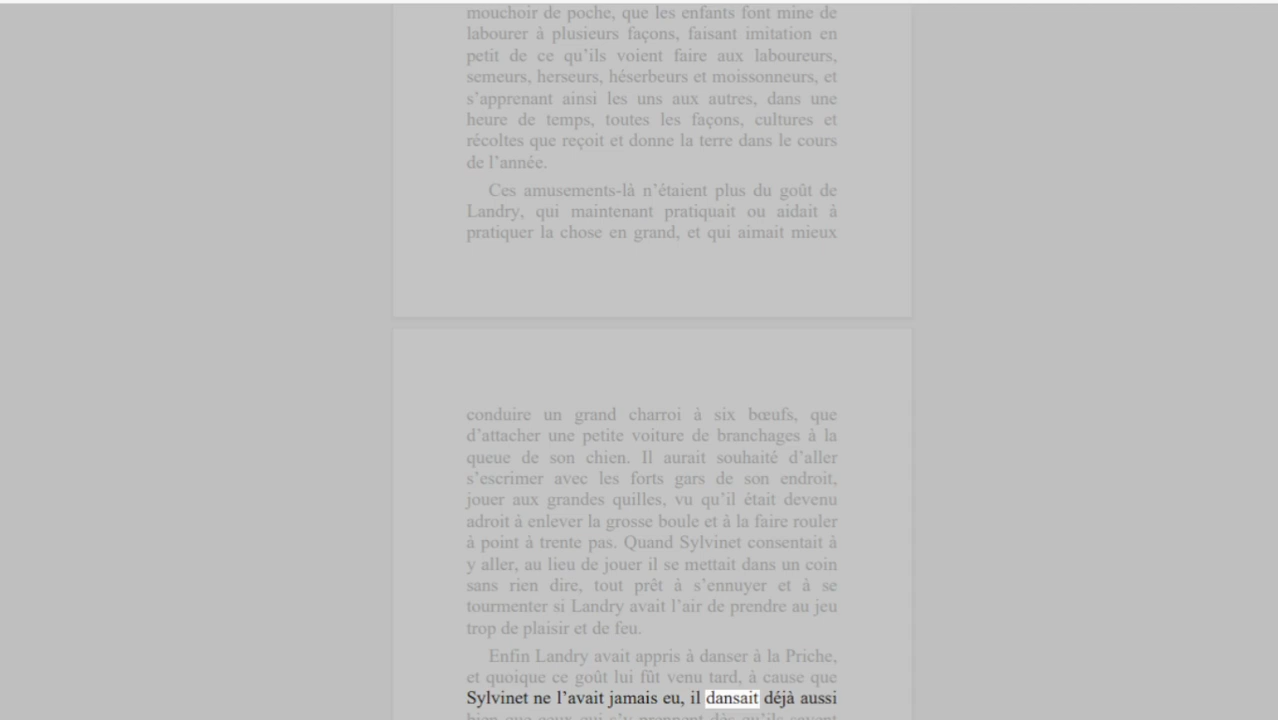 mouchoir de poche, que les enfants font mine de
labourer à plusieurs façons, faisant imitation en
petit de ce qu’ils voient faire aux laboureurs,
semeurs, herseurs, héserbeurs et moissonneurs, et
s’apprenant ainsi les uns aux autres, dans une
heure de temps, toutes les façons, cultures et
récoltes que reçoit et donne la terre dans le cours
de l’année.
Ces amusements-là n’étaient plus du goût de
Landry, qui maintenant pratiquait ou aidait à
pratiquer la chose en grand, et qui aimait mieux
conduire un grand charroi à six bœufs, que
d’attacher une petite voiture de branchages à la
queue de son chien. Il aurait souhaité d’aller
s’escrimer avec les forts gars de son endroit,
jouer aux grandes quilles, vu qu’il était devenu
adroit à enlever la grosse boule et à la faire rouler
à point à trente pas. Quand Sylvinet consentait à
y aller, au lieu de jouer il se mettait dans un coin
sans rien dire, tout prêt à s’ennuyer et à se
tourmenter si Landry avait l’air de prendre au jeu
trop de plaisir et de feu.
Enfin Landry avait appris à danser à la Priche,
et quoique ce goût lui fût venu tard, à cause que
Sylvinet ne l’avait jamais eu, il dansait déjà aussi
bien que ceux qui s’y prennent dès qu’ils savent